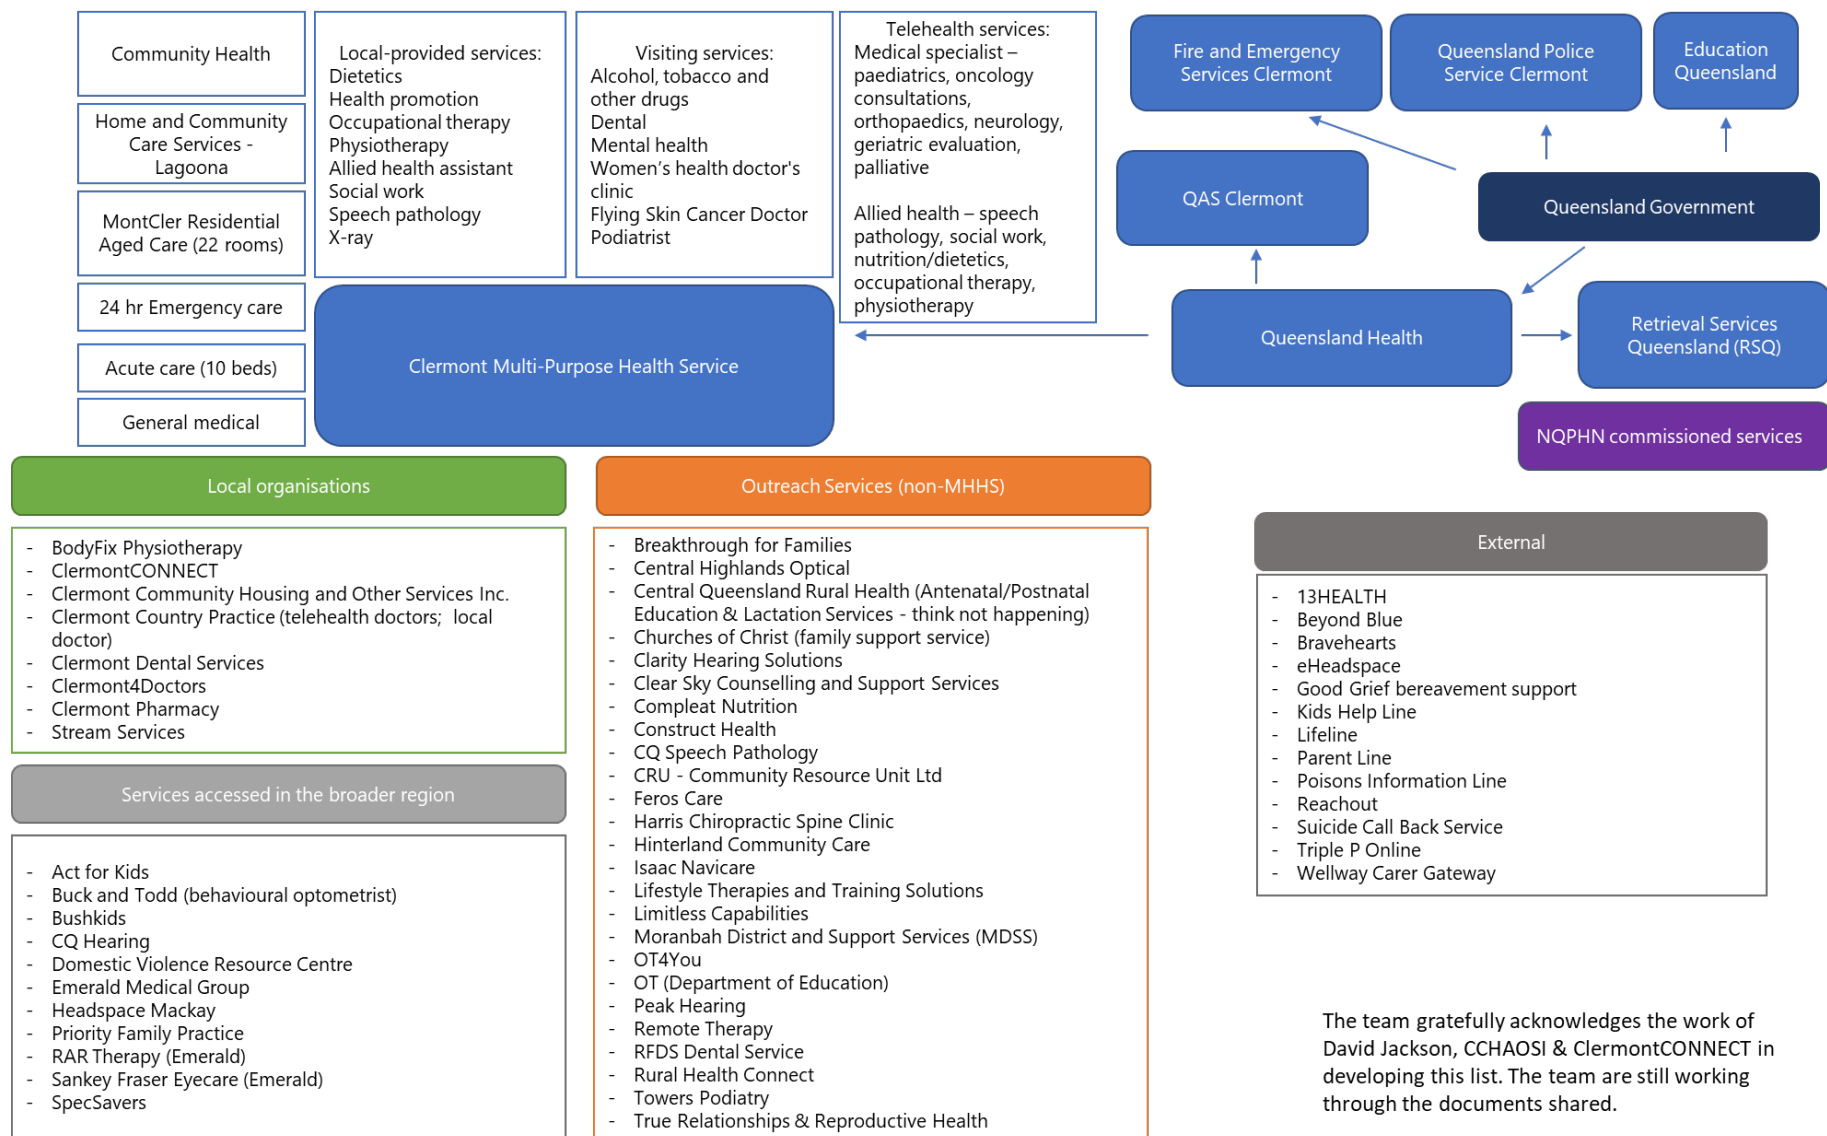 Community Health
Home and Community
Care Services -
Lagoona
MontCler Residential
Aged Care (22 rooms)
24 hr Emergency care
Acute care (10 beds)
General medical
Local-provided services:
Dietetics
Health promotion
Occupational therapy
Physiotherapy
Allied health assistant
Social work
Speech pathology
X-ray
Visiting services:
Alcohol, tobacco and
other drugs
Dental
Mental health
Women's health doctor's
clinic
Flying Skin Cancer Doctor
Podiatrist
Telehealth services:
Medical specialist –
paediatrics, oncology
consultations,
orthopaedics, neurology,
geriatric evaluation,
palliative
Allied health – speech
pathology, social work,
nutrition/dietetics,
occupational therapy,
physiotherapy
Clermont Multi-Purpose Health Service
Fire and Emergency
Services Clermont
Queensland Police
Service Clermont
Education
Queensland
QAS Clermont
Queensland Government
Queensland Health
Retrieval Services
Queensland (RSQ)
NQPHN commissioned services
Local organisations
- BodyFix Physiotherapy
- ClermontCONNECT
- Clermont Community Housing and Other Services Inc.
- Clermont Country Practice (telehealth doctors; local
doctor)
- Clermont Dental Services
- Clermont4Doctors
- Clermont Pharmacy
- Stream Services
Services accessed in the broader region
- Act for Kids
- Buck and Todd (behavioural optometrist)
- Bushkids
- CQ Hearing
- Domestic Violence Resource Centre
- Emerald Medical Group
- Headspace Mackay
- Priority Family Practice
- RAR Therapy (Emerald)
- Sankey Fraser Eyecare (Emerald)
- SpecSavers
Outreach Services (non-MHHS)
- Breakthrough for Families
- Central Highlands Optical
- Central Queensland Rural Health (Antenatal/Postnatal
Education & Lactation Services - think not happening)
- Churches of Christ (family support service)
- Clarity Hearing Solutions
- Clear Sky Counselling and Support Services
- Compleat Nutrition
- Construct Health
- CQ Speech Pathology
- CRU - Community Resource Unit Ltd
- Feros Care
- Harris Chiropractic Spine Clinic
- Hinterland Community Care
- Isaac Navicare
- Lifestyle Therapies and Training Solutions
- Limitless Capabilities
- Moranbah District and Support Services (MDSS)
- OT4You
- OT (Department of Education)
- Peak Hearing
- Remote Therapy
- RFDS Dental Service
- Rural Health Connect
- Towers Podiatry
- True Relationships & Reproductive Health
External
- 13HEALTH
- Beyond Blue
- Bravehearts
- eHeadspace
- Good Grief bereavement support
- Kids Help Line
- Lifeline
- Parent Line
- Poisons Information Line
- Reachout
- Suicide Call Back Service
- Triple P Online
- Wellway Carer Gateway
The team gratefully acknowledges the work of
David Jackson, CCHAOSI & ClermontCONNECT in
developing this list. The team are still working
through the documents shared.